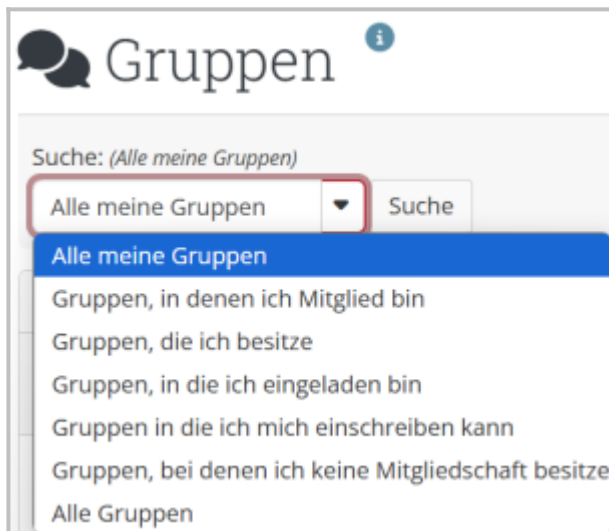 Gruppen i
Suche: (Alle meine Gruppen)
Alle meine Gruppen Suche
Alle meine Gruppen
Gruppen, in denen ich Mitglied bin
Gruppen, die ich besitze
Gruppen, in die ich eingeladen bin
Gruppen in die ich mich einschreiben kann
Gruppen, bei denen ich keine Mitgliedschaft besitze
Alle Gruppen